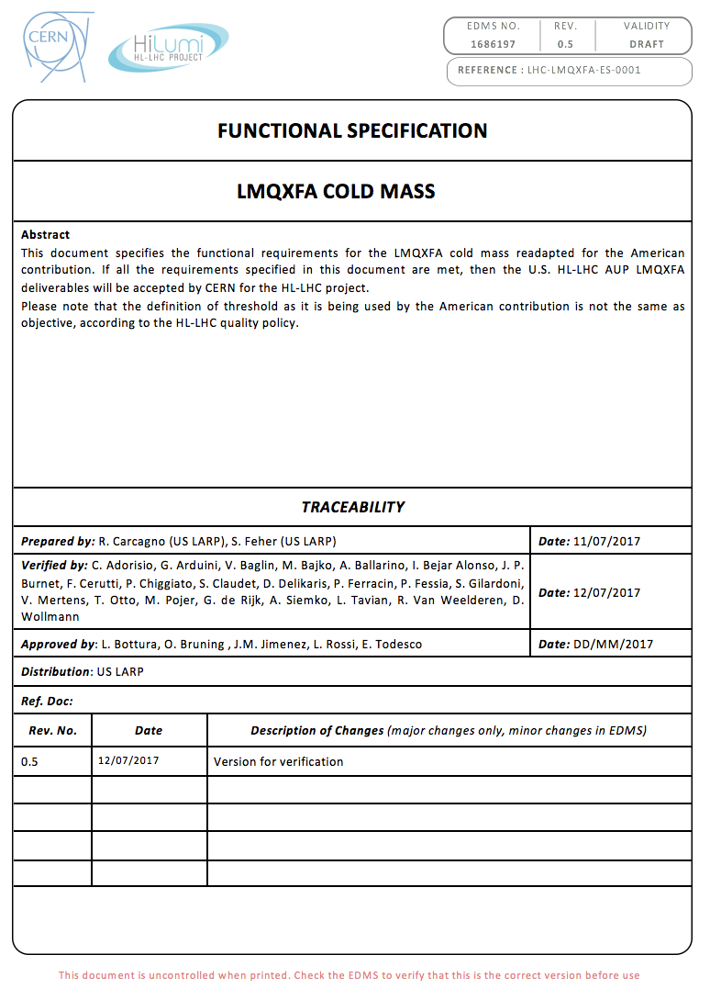 CERN
HiLumi
HL-LHC PROJECT
EDMS NO. REV. VALIDITY
1686197 0.5 DRAFT
REFERENCE : LHC-LMQXFA-ES-0001
FUNCTIONAL SPECIFICATION
LMQXFA COLD MASS
Abstract
This document specifies the functional requirements for the LMQXFA cold mass readapted for the American
contribution. If all the requirements specified in this document are met, then the U.S. HL-LHC AUP LMQXFA
deliverables will be accepted by CERN for the HL-LHC project.
Please note that the definition of threshold as it is being used by the American contribution is not the same as
objective, according to the HL-LHC quality policy.
TRACEABILITY
Prepared by: R. Carcagno (US LARP), S. Feher (US LARP) Date: 11/07/2017
Verified by: C. Adorisio, G. Arduini, V. Baglin, M. Bajko, A. Ballarino, I. Bejar Alonso, J. P.
Burnet, F. Cerutti, P. Chiggiato, S. Claudet, D. Delikaris, P. Ferracin, P. Fessia, S. Gilardoni,
V. Mertens, T. Otto, M. Pojer, G. de Rijk, A. Siemko, L. Tavian, R. Van Weelderen, D.
Wollmann
Date: 12/07/2017
Approved by: L. Bottura, O. Bruning , J.M. Jimenez, L. Rossi, E. Todesco Date: DD/MM/2017
Distribution: US LARP
Ref. Doc:
Rev. No. Date Description of Changes (major changes only, minor changes in EDMS)
0.5 12/07/2017 Version for verification
This document is uncontrolled when printed. Check the EDMS to verify that this is the correct version before use